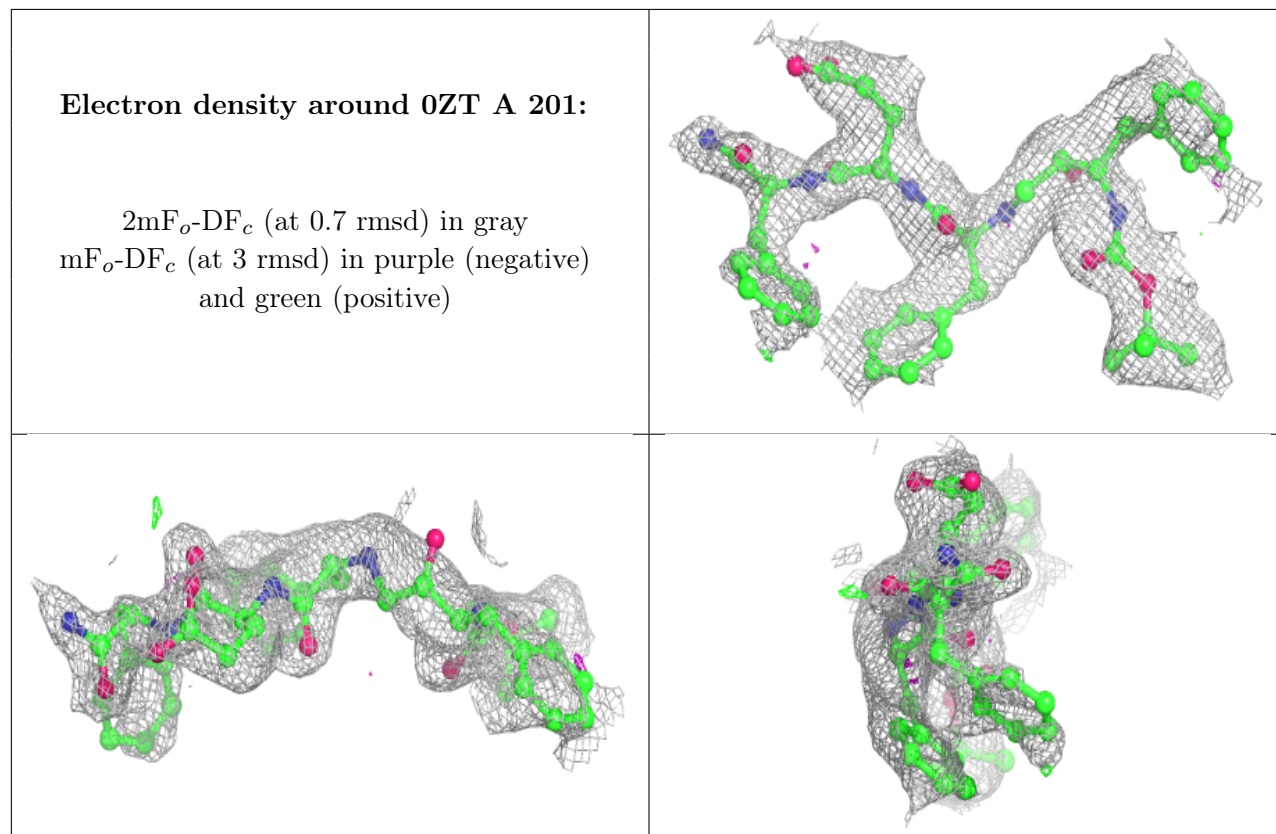 Electron density around 0ZT A 201:
2mFo-DFc (at 0.7 rmsd) in gray
mFo-DFc (at 3 rmsd) in purple (negative)
and green (positive)